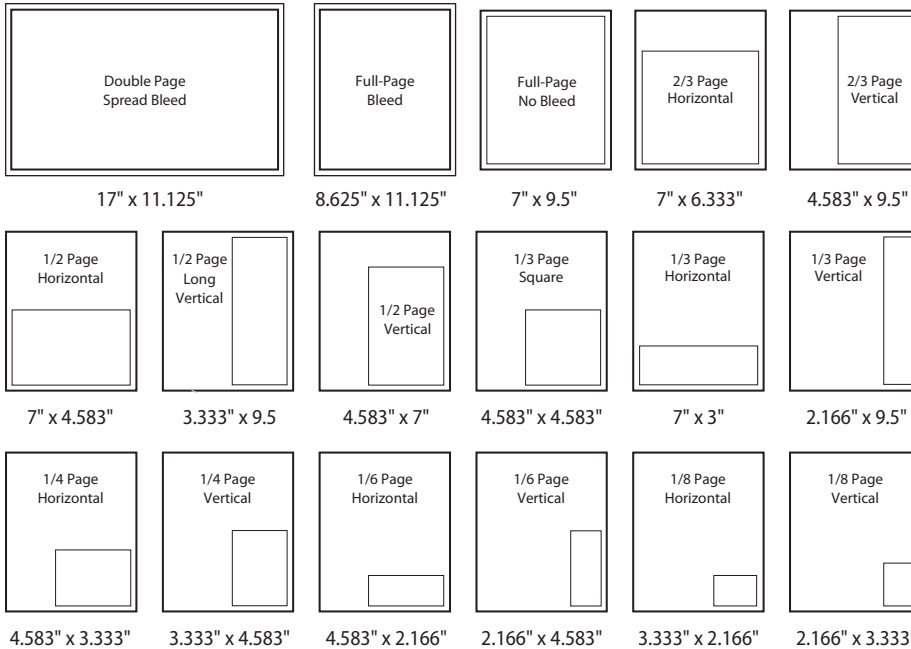 Double Page
Spread Bleed
17" x 11.125"
Full-Page
Bleed
8.625" x 11.125"
Full-Page
No Bleed
7" x 9.5"
2/3 Page
Horizontal
7" x 6.333"
2/3 Page
Vertical
4.583" x 9.5"
1/2 Page
Horizontal
7" x 4.583"
1/2 Page
Long
Vertical
3.333" x 9.5
1/2 Page
Vertical
4.583" x 7"
1/3 Page
Square
4.583" x 4.583"
1/3 Page
Horizontal
7" x 3"
1/3 Page
Vertical
2.166" x 9.5"
1/4 Page
Horizontal
4.583" x 3.333"
1/4 Page
Vertical
3.333" x 4.583"
1/6 Page
Horizontal
4.583" x 2.166"
1/6 Page
Vertical
2.166" x 4.583"
1/8 Page
Horizontal
3.333" x 2.166"
1/8 Page
Vertical
2.166" x 3.333